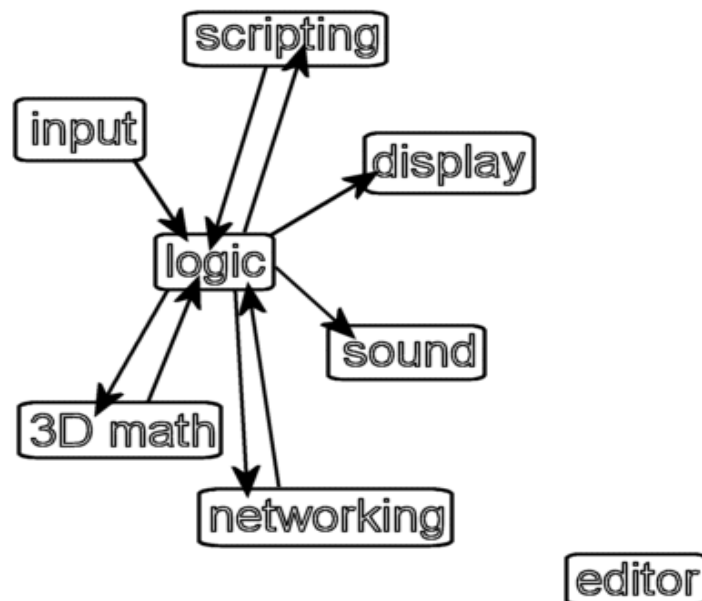 scripting
input
display
logic
sound
3D math
networking
editor